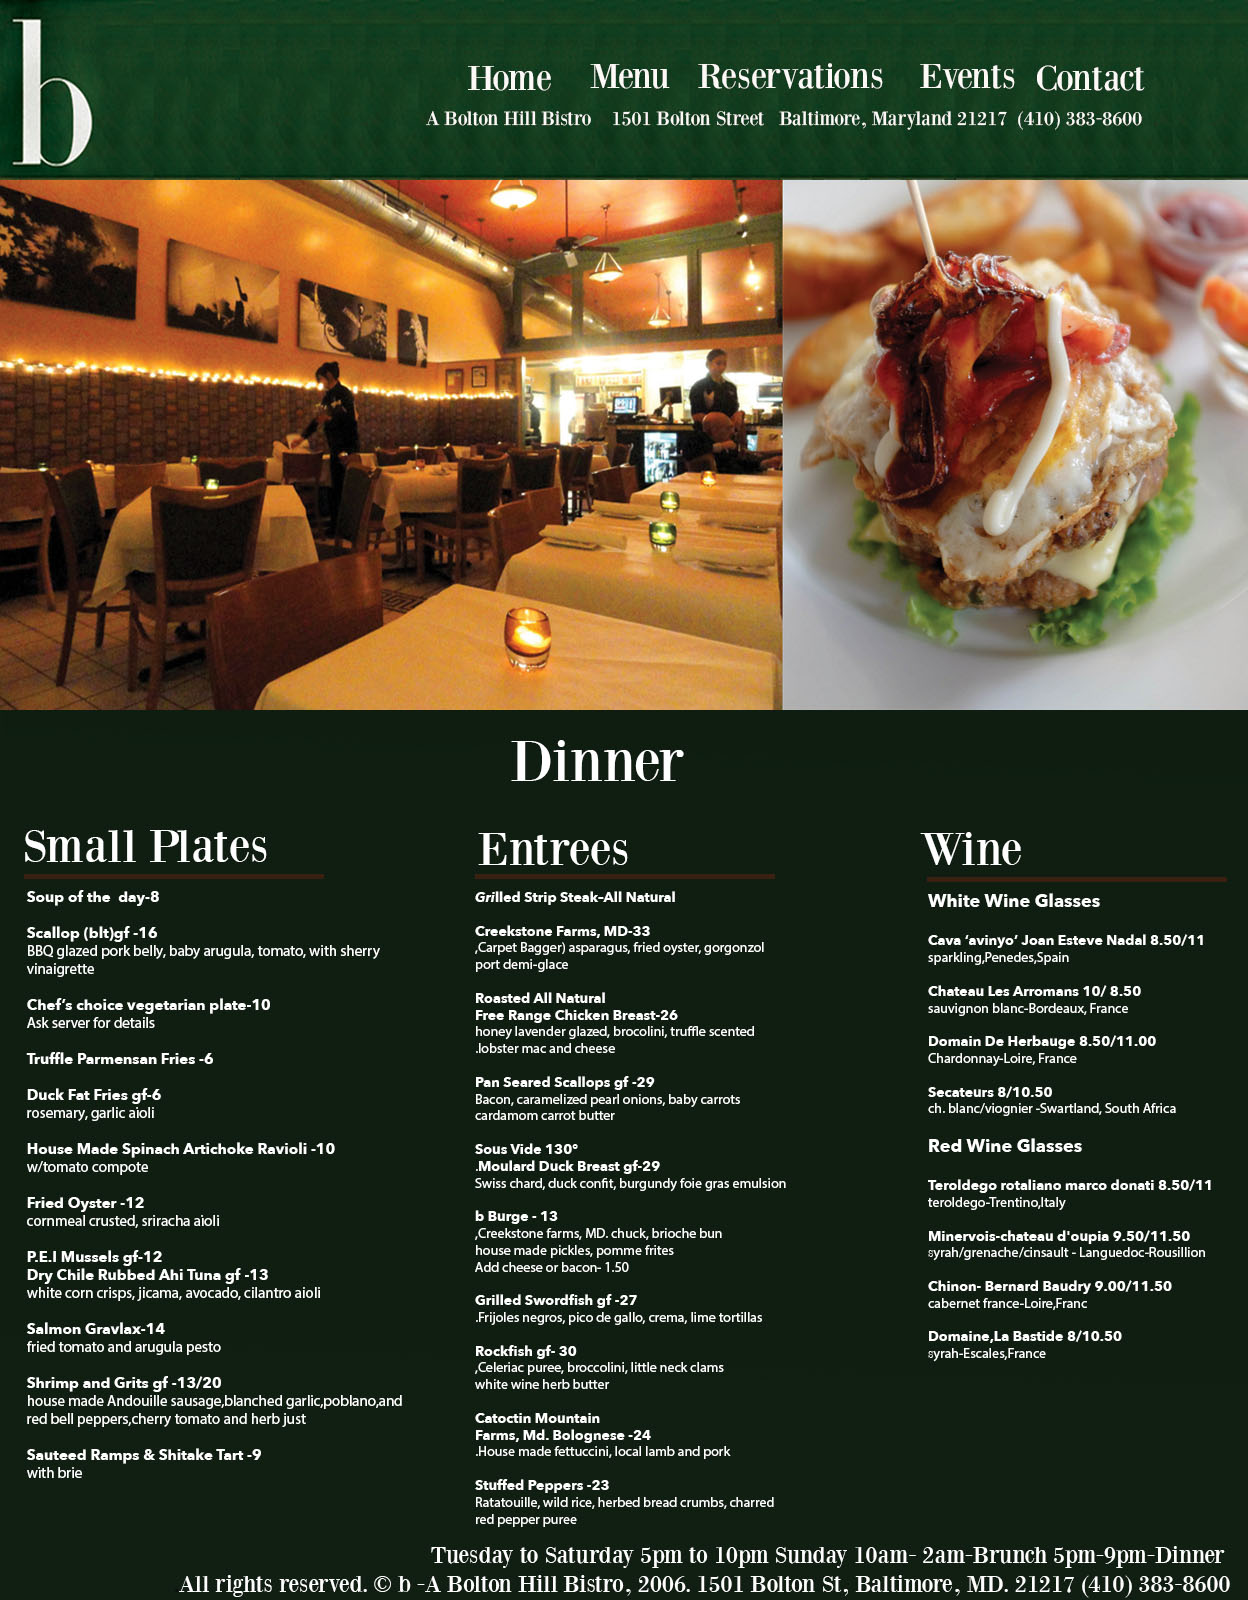 b
Home Menu Reservations Events Contact
A Bolton Hill Bistro 1501 Bolton Street Baltimore, Maryland 21217 (410) 383-8600
Dinner
Small Plates
Soup of the day-8
Scallop (blt)gf -16
BBQ glazed pork belly, baby arugula, tomato, with sherry
vinaigrette
Chef’s choice vegetarian plate-10
Ask server for details
Truffle Parmensan Fries -6
Duck Fat Fries gf-6
rosemary, garlic aioli
House Made Spinach Artichoke Ravioli -10
w/tomato compote
Fried Oyster -12
cornmeal crusted, sriracha aioli
P.E.I Mussels gf-12
Dry Chile Rubbed Ahi Tuna gf -13
white corn crisps, jicama, avocado, cilantro aioli
Salmon Gravlax-14
fried tomato and arugula pesto
Shrimp and Grits gf -13/20
house made Andouille sausage,blanched garlic,poblano,and
red bell peppers,cherry tomato and herb just
Sauteed Ramps & Shitake Tart -9
with brie
Entrees
Grilled Strip Steak–All Natural
Creekstone Farms, MD-33
,Carpet Bagger) asparagus, fried oyster, gorgonzol
port demi-glace
Roasted All Natural
Free Range Chicken Breast-26
honey lavender glazed, brocolini, truffle scented
.lobster mac and cheese
Pan Seared Scallops gf -29
Bacon, caramelized pearl onions, baby carrots
cardamom carrot butter
Sous Vide 130°
.Moulard Duck Breast gf-29
Swiss chard, duck confit, burgundy foie gras emulsion
b Burge - 13
,Creekstone farms, MD. chuck, brioche bun
house made pickles, pomme frites
Add cheese or bacon- 1.50
Grilled Swordfish gf -27
.Frijoles negros, pico de gallo, crema, lime tortillas
Rockfish gf- 30
,Celeriac puree, broccolini, little neck clams
white wine herb butter
Catoctin Mountain
Farms, Md. Bolognese -24
.House made fettuccini, local lamb and pork
Stuffed Peppers -23
Ratatouille, wild rice, herbed bread crumbs, charred
red pepper puree
Wine
White Wine Glasses
Cava ‘avinyo’ Joan Esteve Nadal 8.50/11
sparkling,Penedes,Spain
Chateau Les Arromans 10/ 8.50
sauvignon blanc-Bordeaux, France
Domain De Herbauge 8.50/11.00
Chardonnay-Loire, France
Secateurs 8/10.50
ch. blanc/viognier -Swartland, South Africa
Red Wine Glasses
Teroldego rotaliano marco donati 8.50/11
teroldego-Trentino,Italy
Minervois-chateau d'oupia 9.50/11.50
syrah/grenache/cinsault - Languedoc-Rousillion
Chinon- Bernard Baudry 9.00/11.50
cabernet france-Loire,Franc
Domaine,La Bastide 8/10.50
syrah-Escales,France
Tuesday to Saturday 5pm to 10pm Sunday 10am- 2am-Brunch 5pm-9pm-Dinner
All rights reserved. © b -A Bolton Hill Bistro, 2006. 1501 Bolton St, Baltimore, MD. 21217 (410) 383-8600